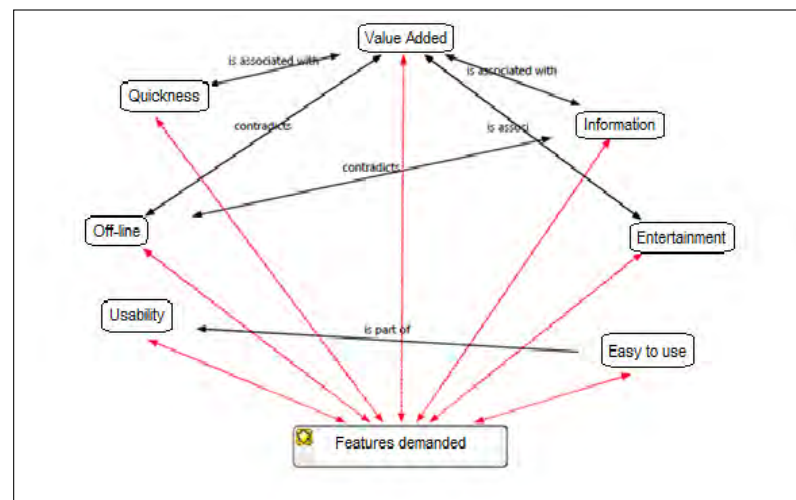 Value Added
is associated with
is associated with
Quickness
Information
contradicts
is associ
contradicts
Off-line
Entertainment
Usability
is part of
Easy to use
Features demanded